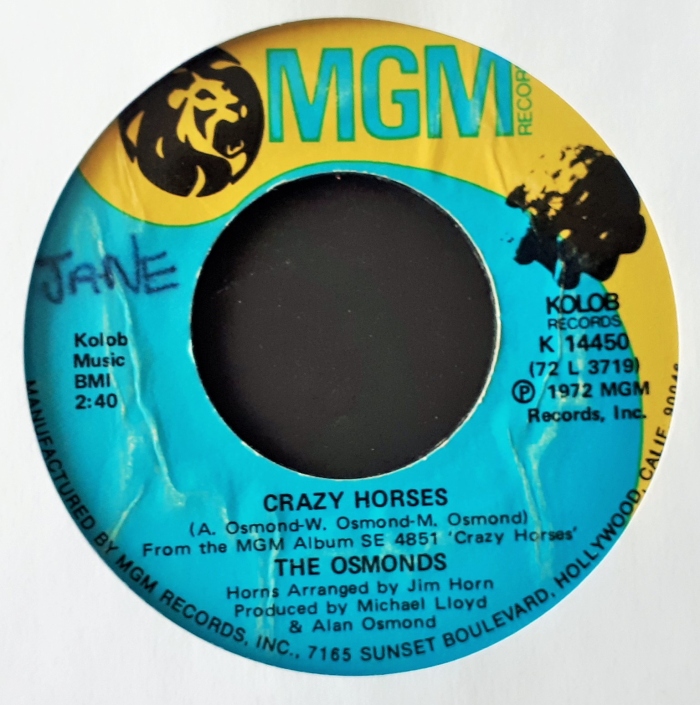 MGM
RECOR
JANE
Kolob
Music
BMI
2:40
KOLOB
RECORDS
K 14450
(72 L 3719)
Ⓟ 1972 MGM
Records, Inc.
CRAZY HORSES
(A. Osmond-W. Osmond-M. Osmond)
From the MGM Album SE 4851 'Crazy Horses'
THE OSMONDS
Horns Arranged by Jim Horn
Produced by Michael Lloyd
& Alan Osmond
MANUFACTURED BY MGM RECORDS, INC., 7165 SUNSET BOULEVARD, HOLLYWOOD, CALIF. 90046